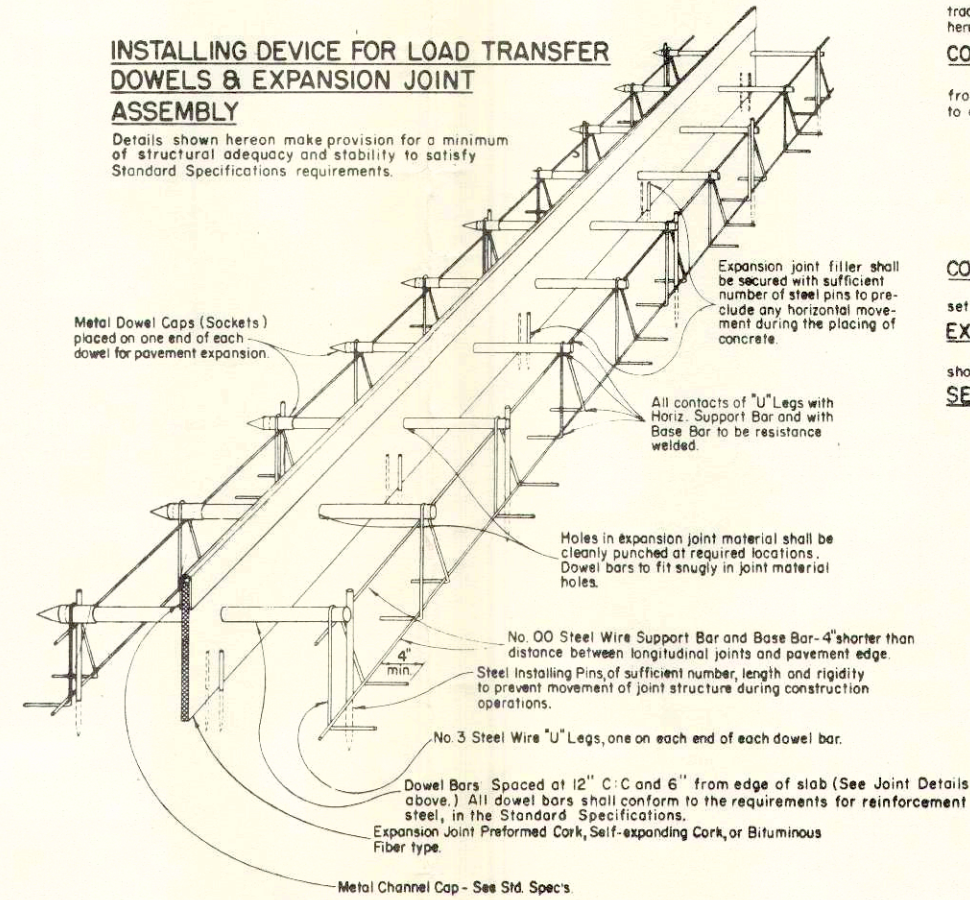 INSTALLING DEVICE FOR LOAD TRANSFER
DOWELS & EXPANSION JOINT
ASSEMBLY
Details shown hereon make provision for a minimum
of structural adequacy and stability to satisfy
Standard Specifications requirements.
Metal Dowel Caps (Sockets)
placed on one end of each
dowel for pavement expansion.
Expansion joint filler shall
be secured with sufficient
number of steel pins to pre-
clude any horizontal move-
ment during the placing of
concrete.
All contacts of "U" Legs with
Horiz. Support Bar and with
Base Bar to be resistance
welded.
Holes in expansion joint material shall be
cleanly punched at required locations.
Dowel bars to fit snugly in joint material
holes.
No. 00 Steel Wire Support Bar and Base Bar-4" shorter than
distance between longitudinal joints and pavement edge.
4"
min.
Steel Installing Pins, of sufficient number, length and rigidity
to prevent movement of joint structure during construction
operations.
No. 3 Steel Wire "U" Legs, one on each end of each dowel bar.
Dowel Bars Spaced at 12" C:C and 6" from edge of slab (See Joint Details
above.) All dowel bars shall conform to the requirements for reinforcement
steel, in the Standard Specifications.
Expansion Joint Preformed Cork, Self-expanding Cork, or Bituminous
Fiber type.
Metal Channel Cap - See Std. Spec's.
CO
fro
to
CO
set
EX
sho
SE